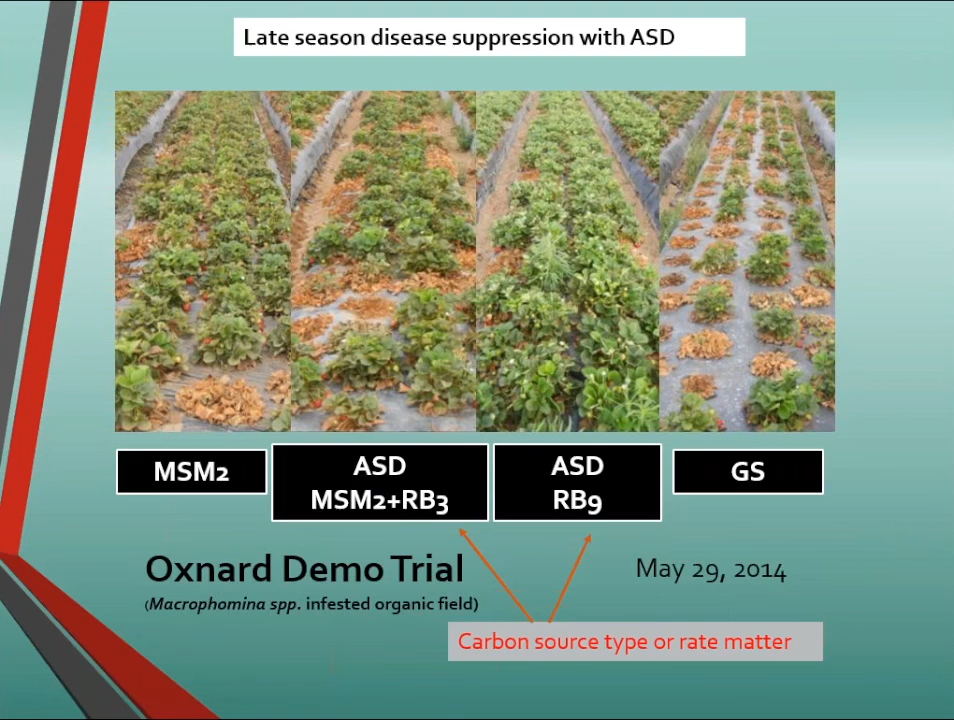 Late season disease suppression with ASD
MSM2
ASD
MSM2+RB3
ASD
RB9
GS
Oxnard Demo Trial
May 29, 2014
(Macrophomina spp. infested organic field)
Carbon source type or rate matter